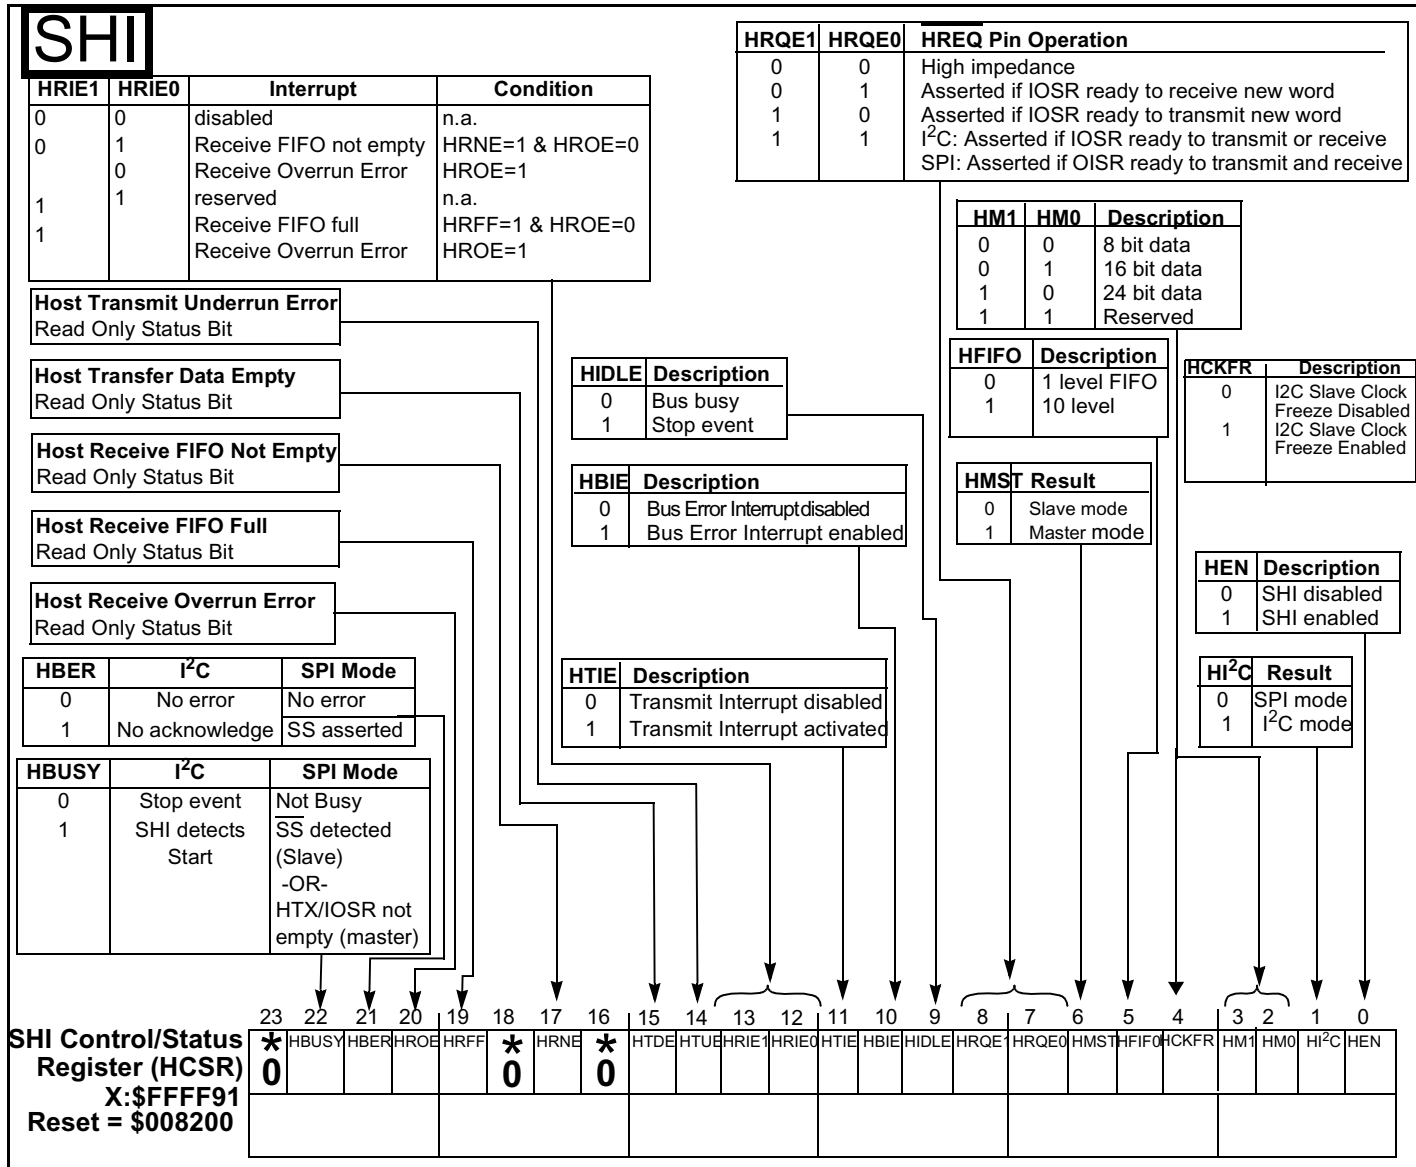 SHI
HRIE1 HRIE0 Interrupt Condition
0 0 disabled n.a.
0 1 Receive FIFO not empty HRNE=1 & HROE=0
0 Receive Overrun Error HROE=1
1 1 reserved n.a.
1 Receive FIFO full HRFF=1 & HROE=0
Receive Overrun Error HROE=1
HRQE1 HRQE0 HREQ Pin Operation
0 0 High impedance
0 1 Asserted if IOSR ready to receive new word
1 0 Asserted if IOSR ready to transmit new word
1 1 I²C: Asserted if IOSR ready to transmit or receive
SPI: Asserted if OISR ready to transmit and receive
HM1 HM0 Description
0 0 8 bit data
0 1 16 bit data
1 0 24 bit data
1 1 Reserved
Host Transmit Underrun Error
Read Only Status Bit
Host Transfer Data Empty
Read Only Status Bit
Host Receive FIFO Not Empty
Read Only Status Bit
Host Receive FIFO Full
Read Only Status Bit
Host Receive Overrun Error
Read Only Status Bit
HIDLE Description
0 Bus busy
1 Stop event
HFIFO Description
0 1 level FIFO
1 10 level
HCKFR Description
0 I2C Slave Clock
Freeze Disabled
1 I2C Slave Clock
Freeze Enabled
HBIE Description
0 Bus Error Interrupt disabled
1 Bus Error Interrupt enabled
HMST Result
0 Slave mode
1 Master mode
HEN Description
0 SHI disabled
1 SHI enabled
HBER I²C SPI Mode
0 No error No error
1 No acknowledge SS asserted
HTIE Description
0 Transmit Interrupt disabled
1 Transmit Interrupt activated
HI²C Result
0 SPI mode
1 I²C mode
HBUSY I²C SPI Mode
0 Stop event Not Busy
1 SHI detects SS detected
Start (Slave)
-OR-
HTX/IOSR not
empty (master)
23 22 21 20 19 18 17 16 15 14 13 12 11 10 9 8 7 6 5 4 3 2 1 0
SHI Control/Status * HBUSY HBER HROE HRFF * HRNE * HTDE HTUE HRIE1 HRIE0 HTIE HBIE HIDLE HRQE1 HRQE0 HMST HFIF0 HCKFR HM1 HM0 HI²C HEN
Register (HCSR) 0 0 0
X:$FFFF91
Reset = $008200